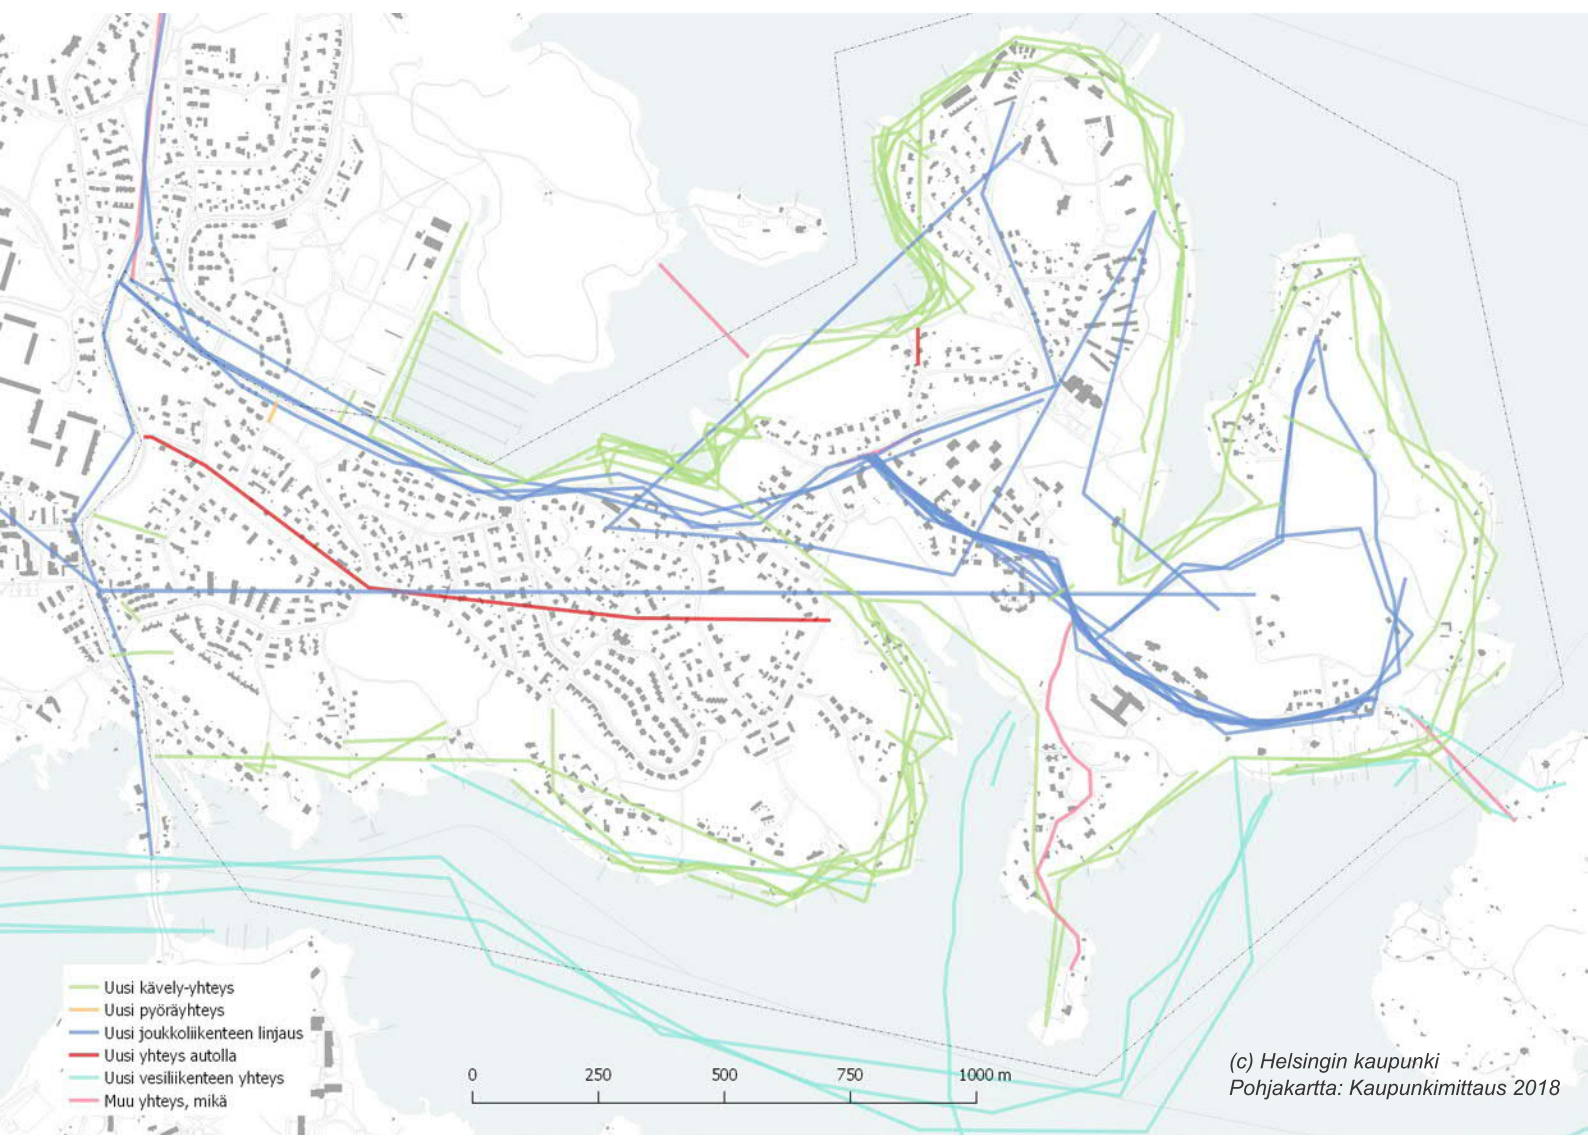 Uusi kävely-yhteys
Uusi pyöräyhteys
Uusi joukkoliikenteen linjaus
Uusi yhteys autolla
Uusi vesiliikenteen yhteys
Muu yhteys, mikä
0 250 500 750 1000 m
(c) Helsingin kaupunki
Pohjakartta: Kaupunkimittaus 2018